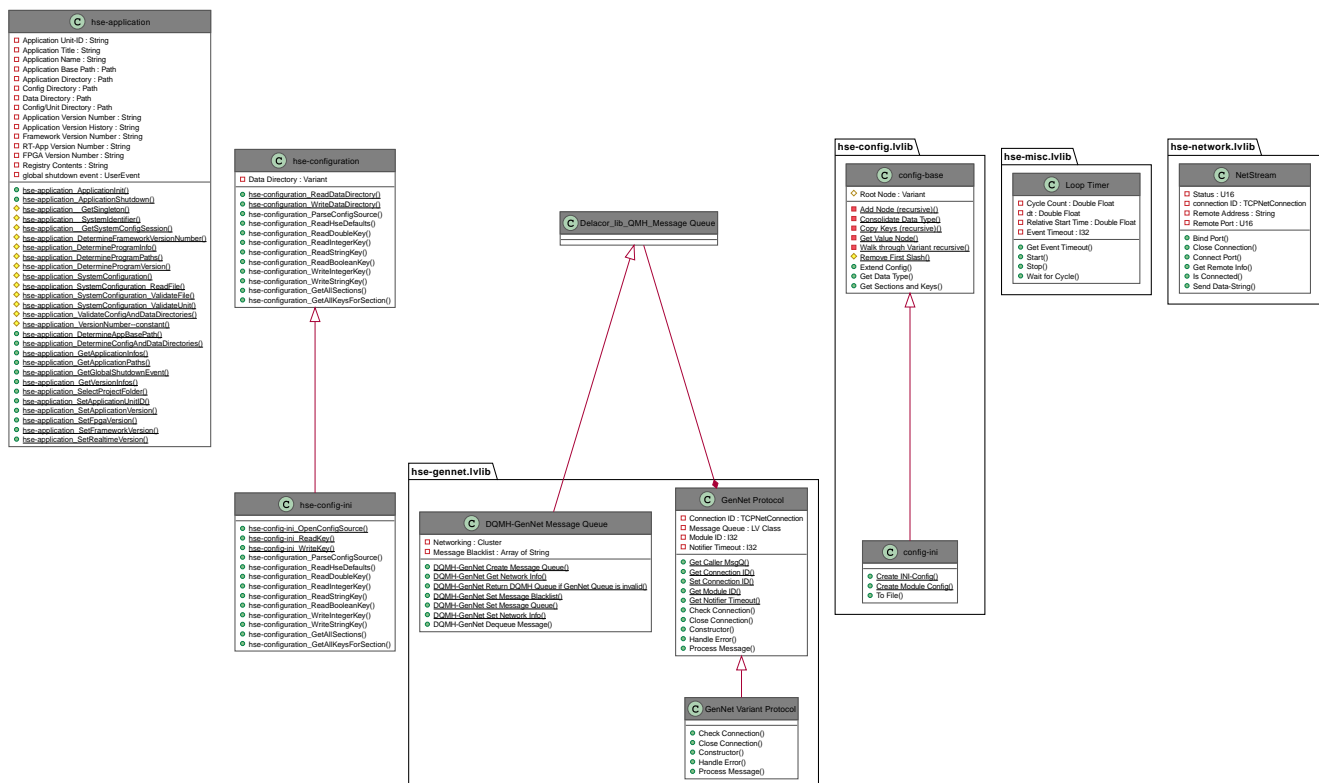 C hse-application
Application Unit-ID : String
Application Title : String
Application Name : String
Application Base Path : Path
Application Directory : Path
Config Directory : Path
Data Directory : Path
Config/Unit Directory : Path
Application Version Number : String
Application Version History : String
Framework Version Number : String
RT-App Version Number : String
FPGA Version Number : String
Registry Contents : String
global shutdown event : UserEvent
hse-application_ApplicationInit()
hse-application_ApplicationShutdown()
hse-application__GetSingleton()
hse-application__SystemIdentifier()
hse-application__GetSystemConfigSession()
hse-application_DetermineFrameworkVersionNumber()
hse-application_DetermineProgramInfo()
hse-application_DetermineProgramPaths()
hse-application_DetermineProgramVersion()
hse-application_SystemConfiguration()
hse-application_SystemConfiguration_ReadFile()
hse-application_SystemConfiguration_ValidateFile()
hse-application_SystemConfiguration_ValidateUnit()
hse-application_ValidateConfigAndDataDirectories()
hse-application_VersionNumber--constant()
hse-application_DetermineAppBasePath()
hse-application_DetermineConfigAndDataDirectories()
hse-application_GetApplicationInfos()
hse-application_GetApplicationPaths()
hse-application_GetGlobalShutdownEvent()
hse-application_GetVersionInfos()
hse-application_SelectProjectFolder()
hse-application_SetApplicationUnitID()
hse-application_SetApplicationVersion()
hse-application_SetFpgaVersion()
hse-application_SetFrameworkVersion()
hse-application_SetRealtimeVersion()
C hse-configuration
Data Directory : Variant
hse-configuration_ReadDataDirectory()
hse-configuration_WriteDataDirectory()
hse-configuration_ParseConfigSource()
hse-configuration_ReadHseDefaults()
hse-configuration_ReadDoubleKey()
hse-configuration_ReadIntegerKey()
hse-configuration_ReadStringKey()
hse-configuration_ReadBooleanKey()
hse-configuration_WriteIntegerKey()
hse-configuration_WriteStringKey()
hse-configuration_GetAllSections()
hse-configuration_GetAllKeysForSection()
C hse-config-ini
hse-config-ini_OpenConfigSource()
hse-config-ini_ReadKey()
hse-config-ini_WriteKey()
hse-configuration_ParseConfigSource()
hse-configuration_ReadHseDefaults()
hse-configuration_ReadDoubleKey()
hse-configuration_ReadIntegerKey()
hse-configuration_ReadStringKey()
hse-configuration_ReadBooleanKey()
hse-configuration_WriteIntegerKey()
hse-configuration_WriteStringKey()
hse-configuration_GetAllSections()
hse-configuration_GetAllKeysForSection()
C Delacor_lib_QMH_Message Queue
hse-gennet.lvlib
C DQMH-GenNet Message Queue
Networking : Cluster
Message Blacklist : Array of String
DQMH-GenNet Create Message Queue()
DQMH-GenNet Get Network Info()
DQMH-GenNet Return DQMH Queue if GenNet Queue is invalid()
DQMH-GenNet Set Message Blacklist()
DQMH-GenNet Set Message Queue()
DQMH-GenNet Set Network Info()
DQMH-GenNet Dequeue Message()
C GenNet Protocol
Connection ID : TCPNetConnection
Message Queue : LV Class
Module ID : I32
Notifier Timeout : I32
Get Caller MsgQ()
Get Connection ID()
Set Connection ID()
Get Module ID()
Get Notifier Timeout()
Check Connection()
Close Connection()
Constructor()
Handle Error()
Process Message()
C GenNet Variant Protocol
Check Connection()
Close Connection()
Constructor()
Handle Error()
Process Message()
hse-config.lvlib
C config-base
Root Node : Variant
Add Node (recursive)()
Consolidate Data Type()
Copy Keys (recursive)()
Get Value Node()
Walk through Variant recursive()
Remove First Slash()
Extend Config()
Get Data Type()
Get Sections and Keys()
C config-ini
Create INI-Config()
Create Module Config()
To File()
hse-misc.lvlib
C Loop Timer
Cycle Count : Double Float
dt : Double Float
Relative Start Time : Double Float
Event Timeout : I32
Get Event Timeout()
Start()
Stop()
Wait for Cycle()
hse-network.lvlib
C NetStream
Status : U16
connection ID : TCPNetConnection
Remote Address : String
Remote Port : U16
Bind Port()
Close Connection()
Connect Port()
Get Remote Info()
Is Connected()
Send Data-String()